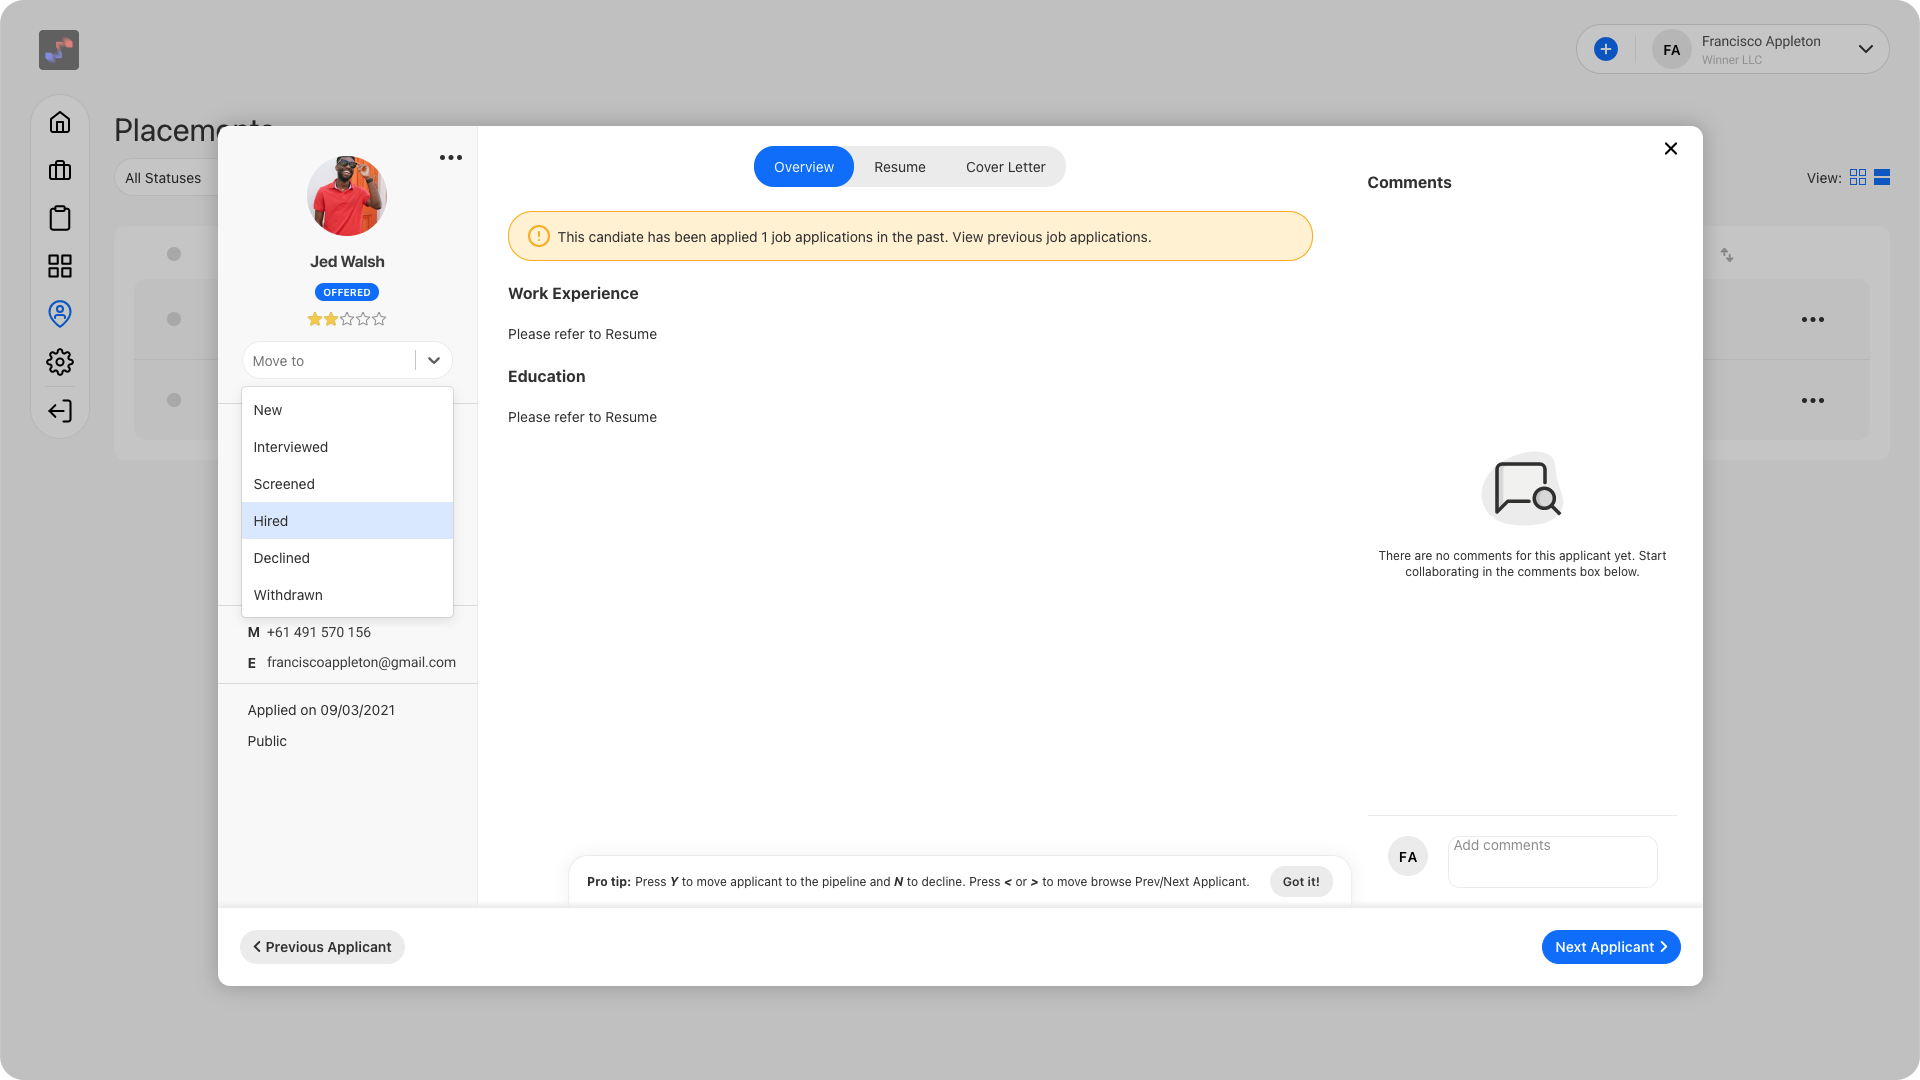 FA
Francisco Appleton
Winner LLC
Placements
All Statuses
View:
Jed Walsh
OFFERED
Move to
New
Interviewed
Screened
Hired
Declined
Withdrawn
M +61 491 570 156
E franciscoappleton@gmail.com
Applied on 09/03/2021
Public
Overview
Resume
Cover Letter
This candiate has been applied 1 job applications in the past. View previous job applications.
Work Experience
Please refer to Resume
Education
Please refer to Resume
Comments
There are no comments for this applicant yet. Start
collaborating in the comments box below.
FA
Add comments
Pro tip: Press Y to move applicant to the pipeline and N to decline. Press < or > to move browse Prev/Next Applicant.
Got it!
Previous Applicant
Next Applicant